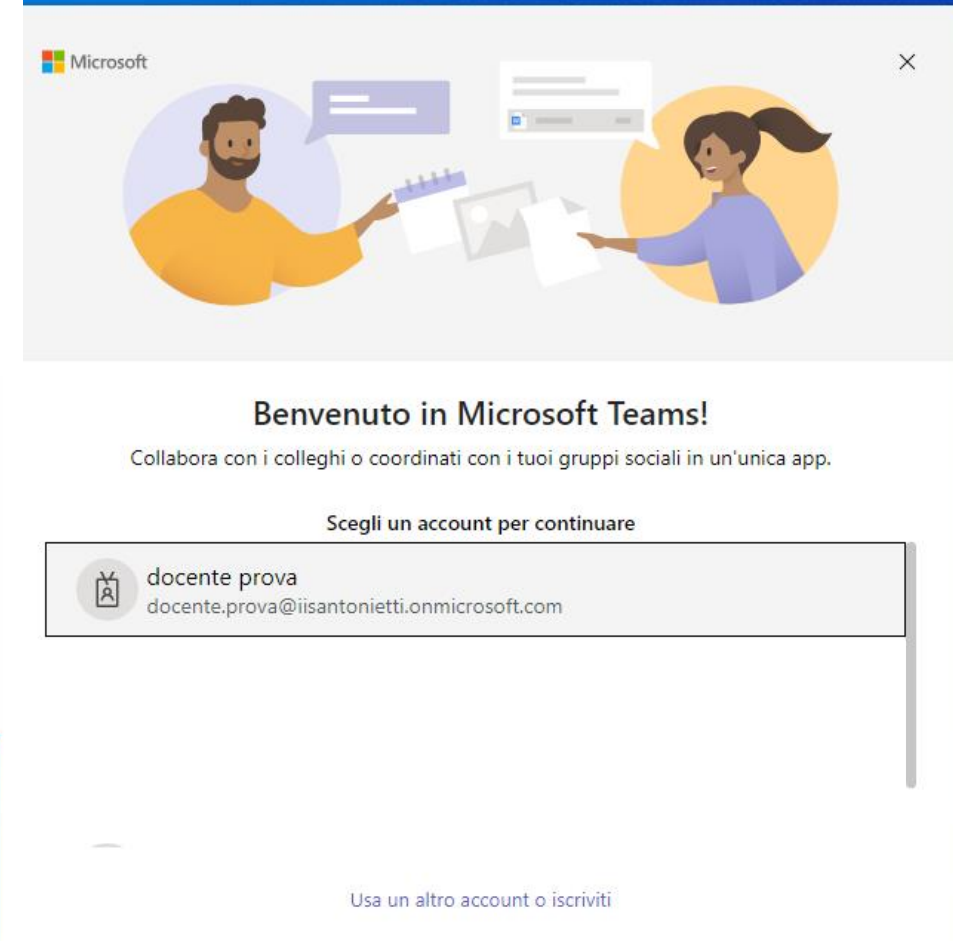 Microsoft
Benvenuto in Microsoft Teams!
Collabora con i colleghi o coordinati con i tuoi gruppi sociali in un'unica app.
Scegli un account per continuare
docente prova
docente.prova@iisantonietti.onmicrosoft.com
Usa un altro account o iscriviti